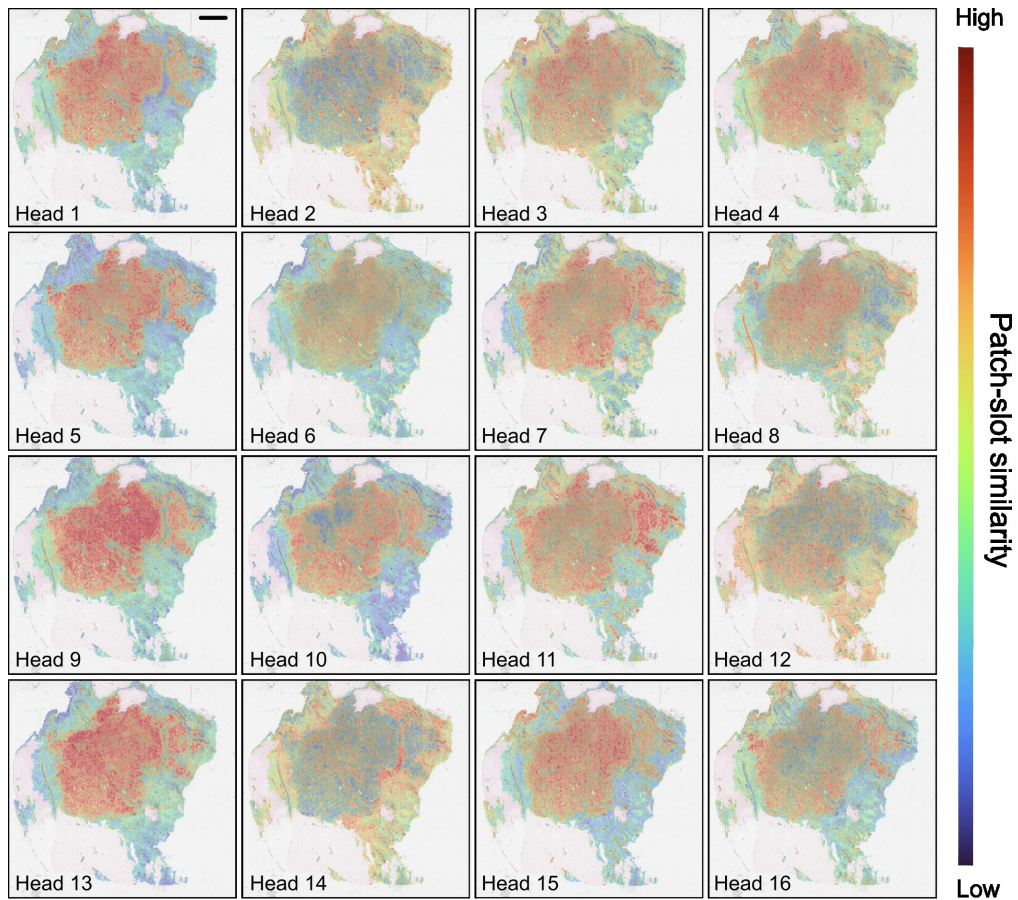 High
Head 1
Head 2
Head 3
Head 4
Head 5
Head 6
Head 7
Head 8
Head 9
Head 10
Head 11
Head 12
Head 13
Head 14
Head 15
Head 16
Patch-slot similarity
Low